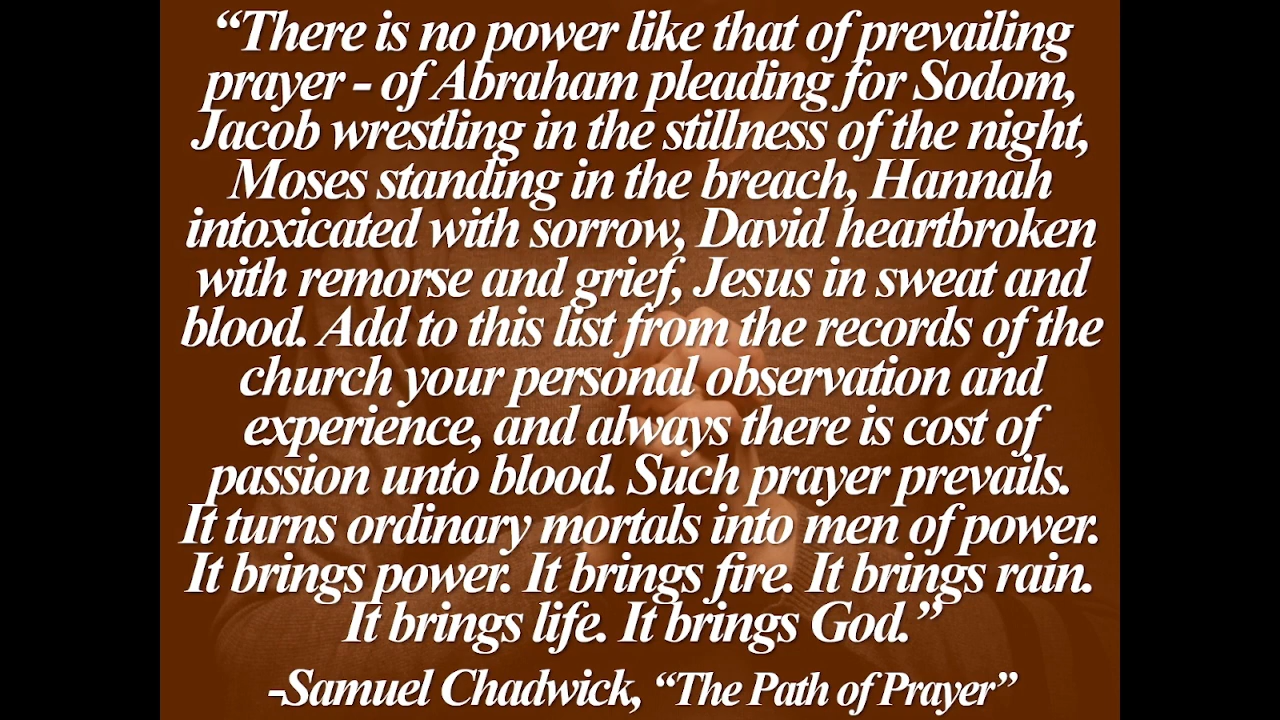 “There is no power like that of prevailing
prayer - of Abraham pleading for Sodom,
Jacob wrestling in the stillness of the night,
Moses standing in the breach, Hannah
intoxicated with sorrow, David heartbroken
with remorse and grief, Jesus in sweat and
blood. Add to this list from the records of the
church your personal observation and
experience, and always there is cost of
passion unto blood. Such prayer prevails.
It turns ordinary mortals into men of power.
It brings power. It brings fire. It brings rain.
It brings life. It brings God.”
-Samuel Chadwick, “The Path of Prayer”